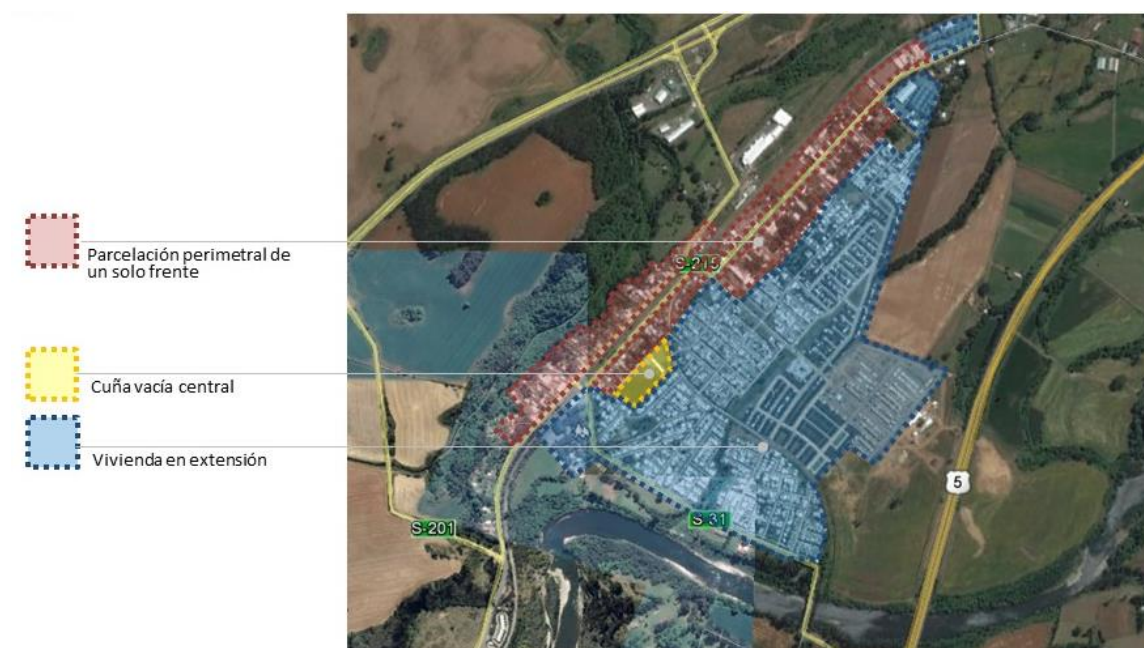 Parcelación perimetral de
un solo frente
S-215
Cuña vacía central
Vivienda en extensión
5
S-201
S-31